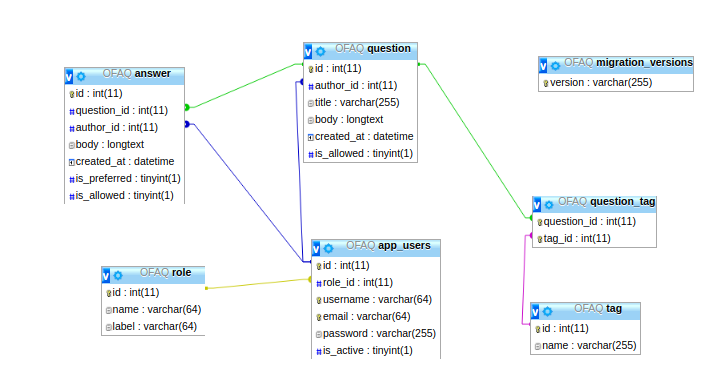 OFAQ answer
id : int(11)
question_id : int(11)
author_id : int(11)
body : longtext
created_at : datetime
is_preferred : tinyint(1)
is_allowed : tinyint(1)
OFAQ question
id : int(11)
author_id : int(11)
title : varchar(255)
body : longtext
created_at : datetime
is_allowed : tinyint(1)
OFAQ migration_versions
version : varchar(255)
OFAQ question_tag
question_id : int(11)
tag_id : int(11)
OFAQ role
id : int(11)
name : varchar(64)
label : varchar(64)
OFAQ app_users
id : int(11)
role_id : int(11)
username : varchar(64)
email : varchar(64)
password : varchar(255)
is_active : tinyint(1)
OFAQ tag
id : int(11)
name : varchar(255)